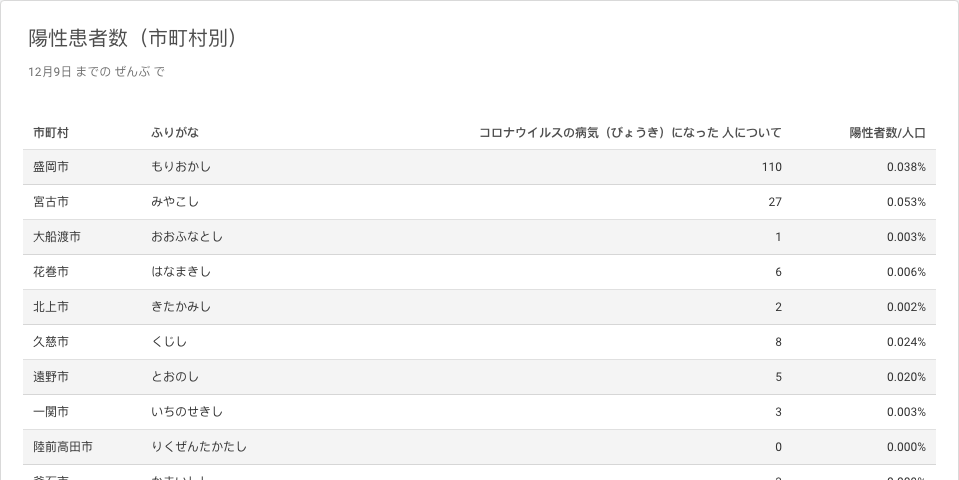 陽性患者数（市町村別）
12月9日 までの ぜんぶ で
市町村 ふりがな コロナウイルスの病気（びょうき）になった 人について 陽性者数/人口
盛岡市 もりおかし 110 0.038%
宮古市 みやこし 27 0.053%
大船渡市 おおふなとし 1 0.003%
花巻市 はなまきし 6 0.006%
北上市 きたかみし 2 0.002%
久慈市 くじし 8 0.024%
遠野市 とおのし 5 0.020%
一関市 いちのせきし 3 0.003%
陸前高田市 りくぜんたかたし 0 0.000%